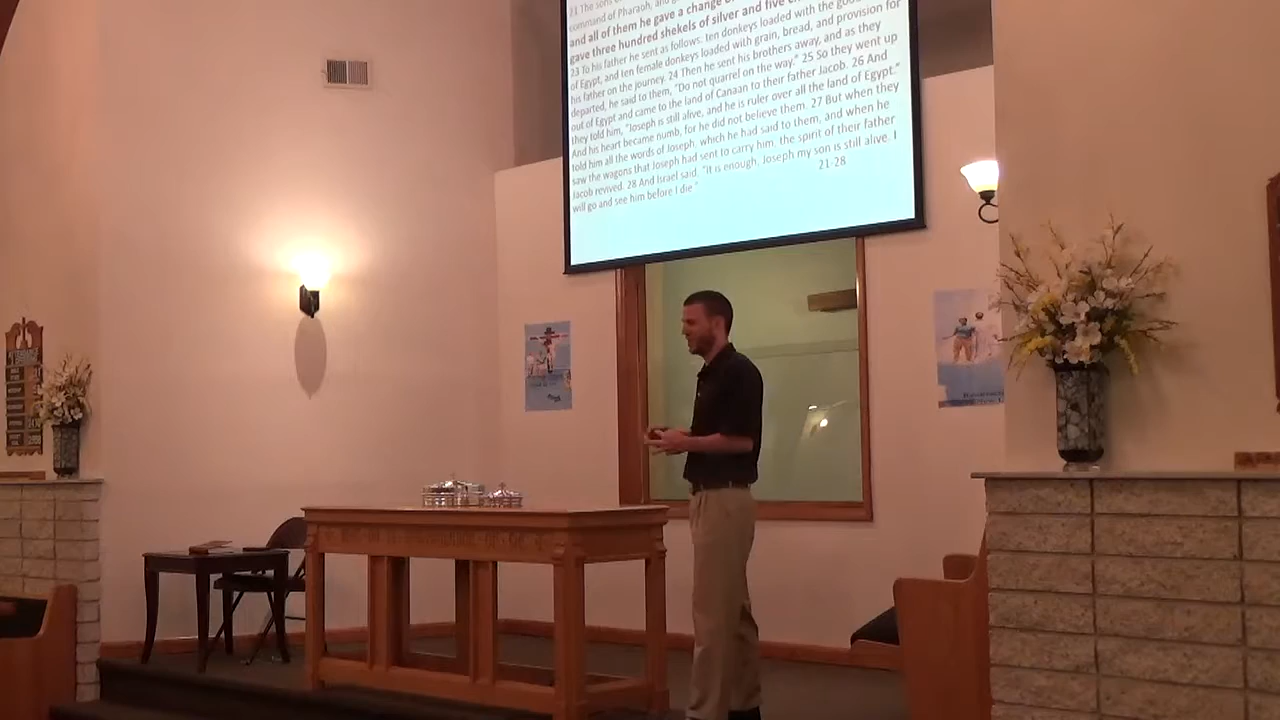 21 The sons
command of Pharaoh, and
and all of them he gave a change
gave three hundred shekels of silver and five
23 To his father he sent as follows: ten donkeys loaded with the good
of Egypt, and ten female donkeys loaded with grain, bread, and provision for
his father on the journey. 24 Then he sent his brothers away, and as they
departed, he said to them, "Do not quarrel on the way." 25 So they went up
out of Egypt and came to the land of Canaan to their father Jacob. 26 And
they told him, "Joseph is still alive, and he is ruler over all the land of Egypt."
And his heart became numb, for he did not believe them. 27 But when they
told him all the words of Joseph, which he had said to them, and when he
saw the wagons that Joseph had sent to carry him, the spirit of their father
Jacob revived. 28 And Israel said, "It is enough; Joseph my son is still alive. I
will go and see him before I die."
21-28